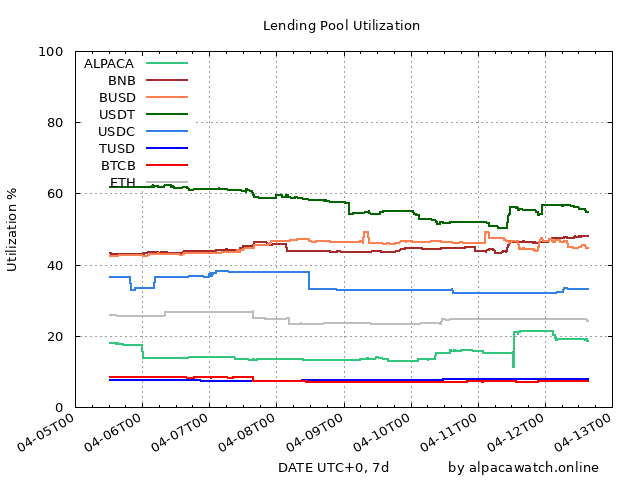 Lending Pool Utilization
100
80
60
40
20
0
Utilization %
ALPACA
BNB
BUSD
USDT
USDC
TUSD
BTCB
ETH
04-05T00
04-06T00
04-07T00
04-08T00
04-09T00
04-10T00
04-11T00
04-12T00
04-13T00
DATE UTC+0, 7d
by alpacawatch.online